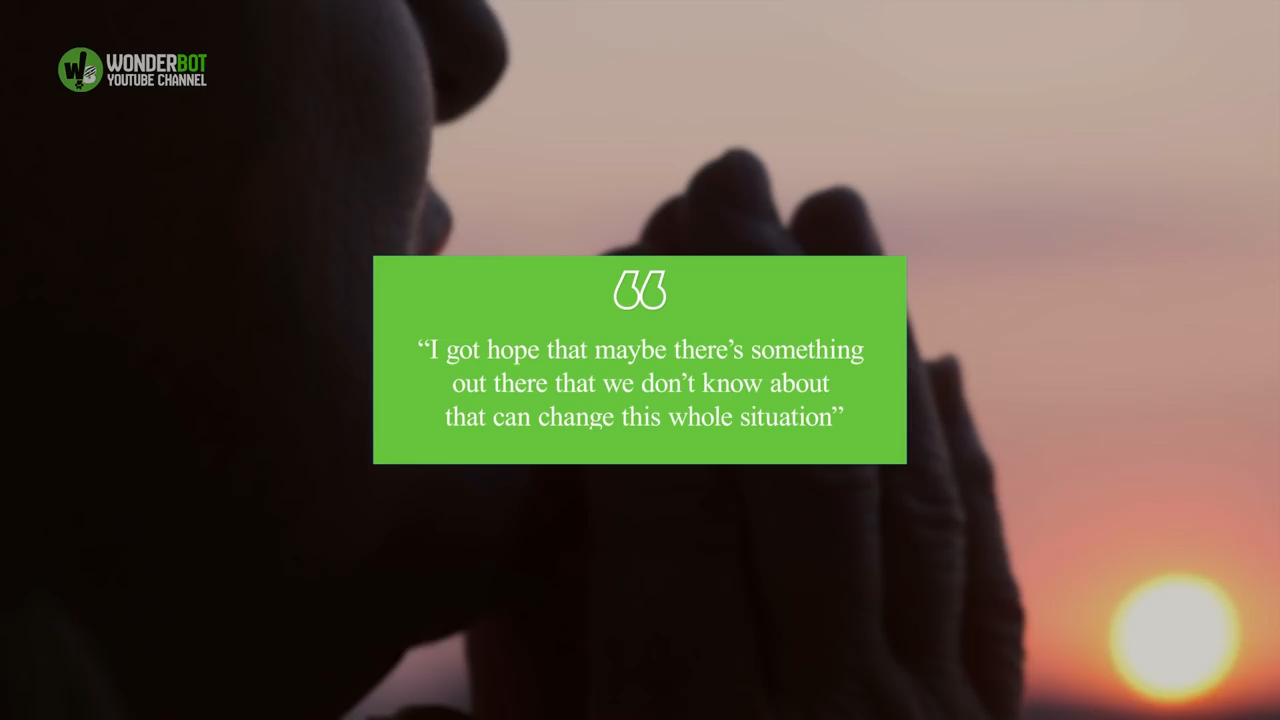 WONDERBOT
YOUTUBE CHANNEL
“I got hope that maybe there’s something
out there that we don’t know about
that can change this whole situation”